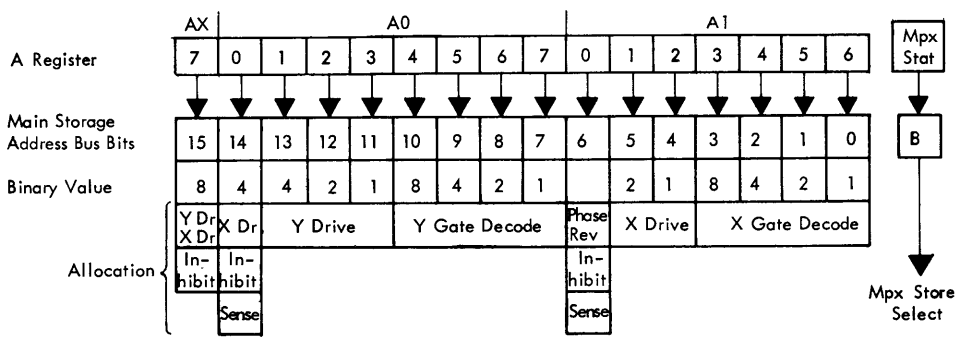 AX A0 A1
A Register 7 0 1 2 3 4 5 6 7 0 1 2 3 4 5 6 Mpx Stat
Main Storage Address Bus Bits 15 14 13 12 11 10 9 8 7 6 5 4 3 2 1 0 B
Binary Value 8 4 4 2 1 8 4 2 1 2 1 8 4 2 1
Allocation
Y Dr X Dr
X Dr
Y Drive
Y Gate Decode
Phase Rev
X Drive
X Gate Decode
In-hibit
In-hibit
In-hibit
Sense
Sense
Mpx Store Select